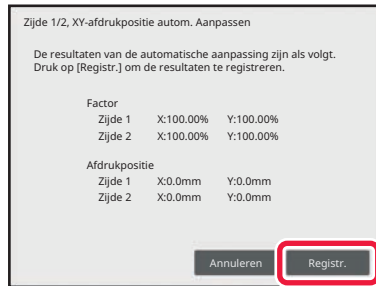 Zijde 1/2, XY-afdrukpositie autom. Aanpassen
De resultaten van de automatische aanpassing zijn als volgt.
Druk op [Registr.] om de resultaten te registreren.
Factor
Zijde 1 X:100.00% Y:100.00%
Zijde 2 X:100.00% Y:100.00%
Afdrukpositie
Zijde 1 X:0.0mm Y:0.0mm
Zijde 2 X:0.0mm Y:0.0mm
Annuleren Registr.